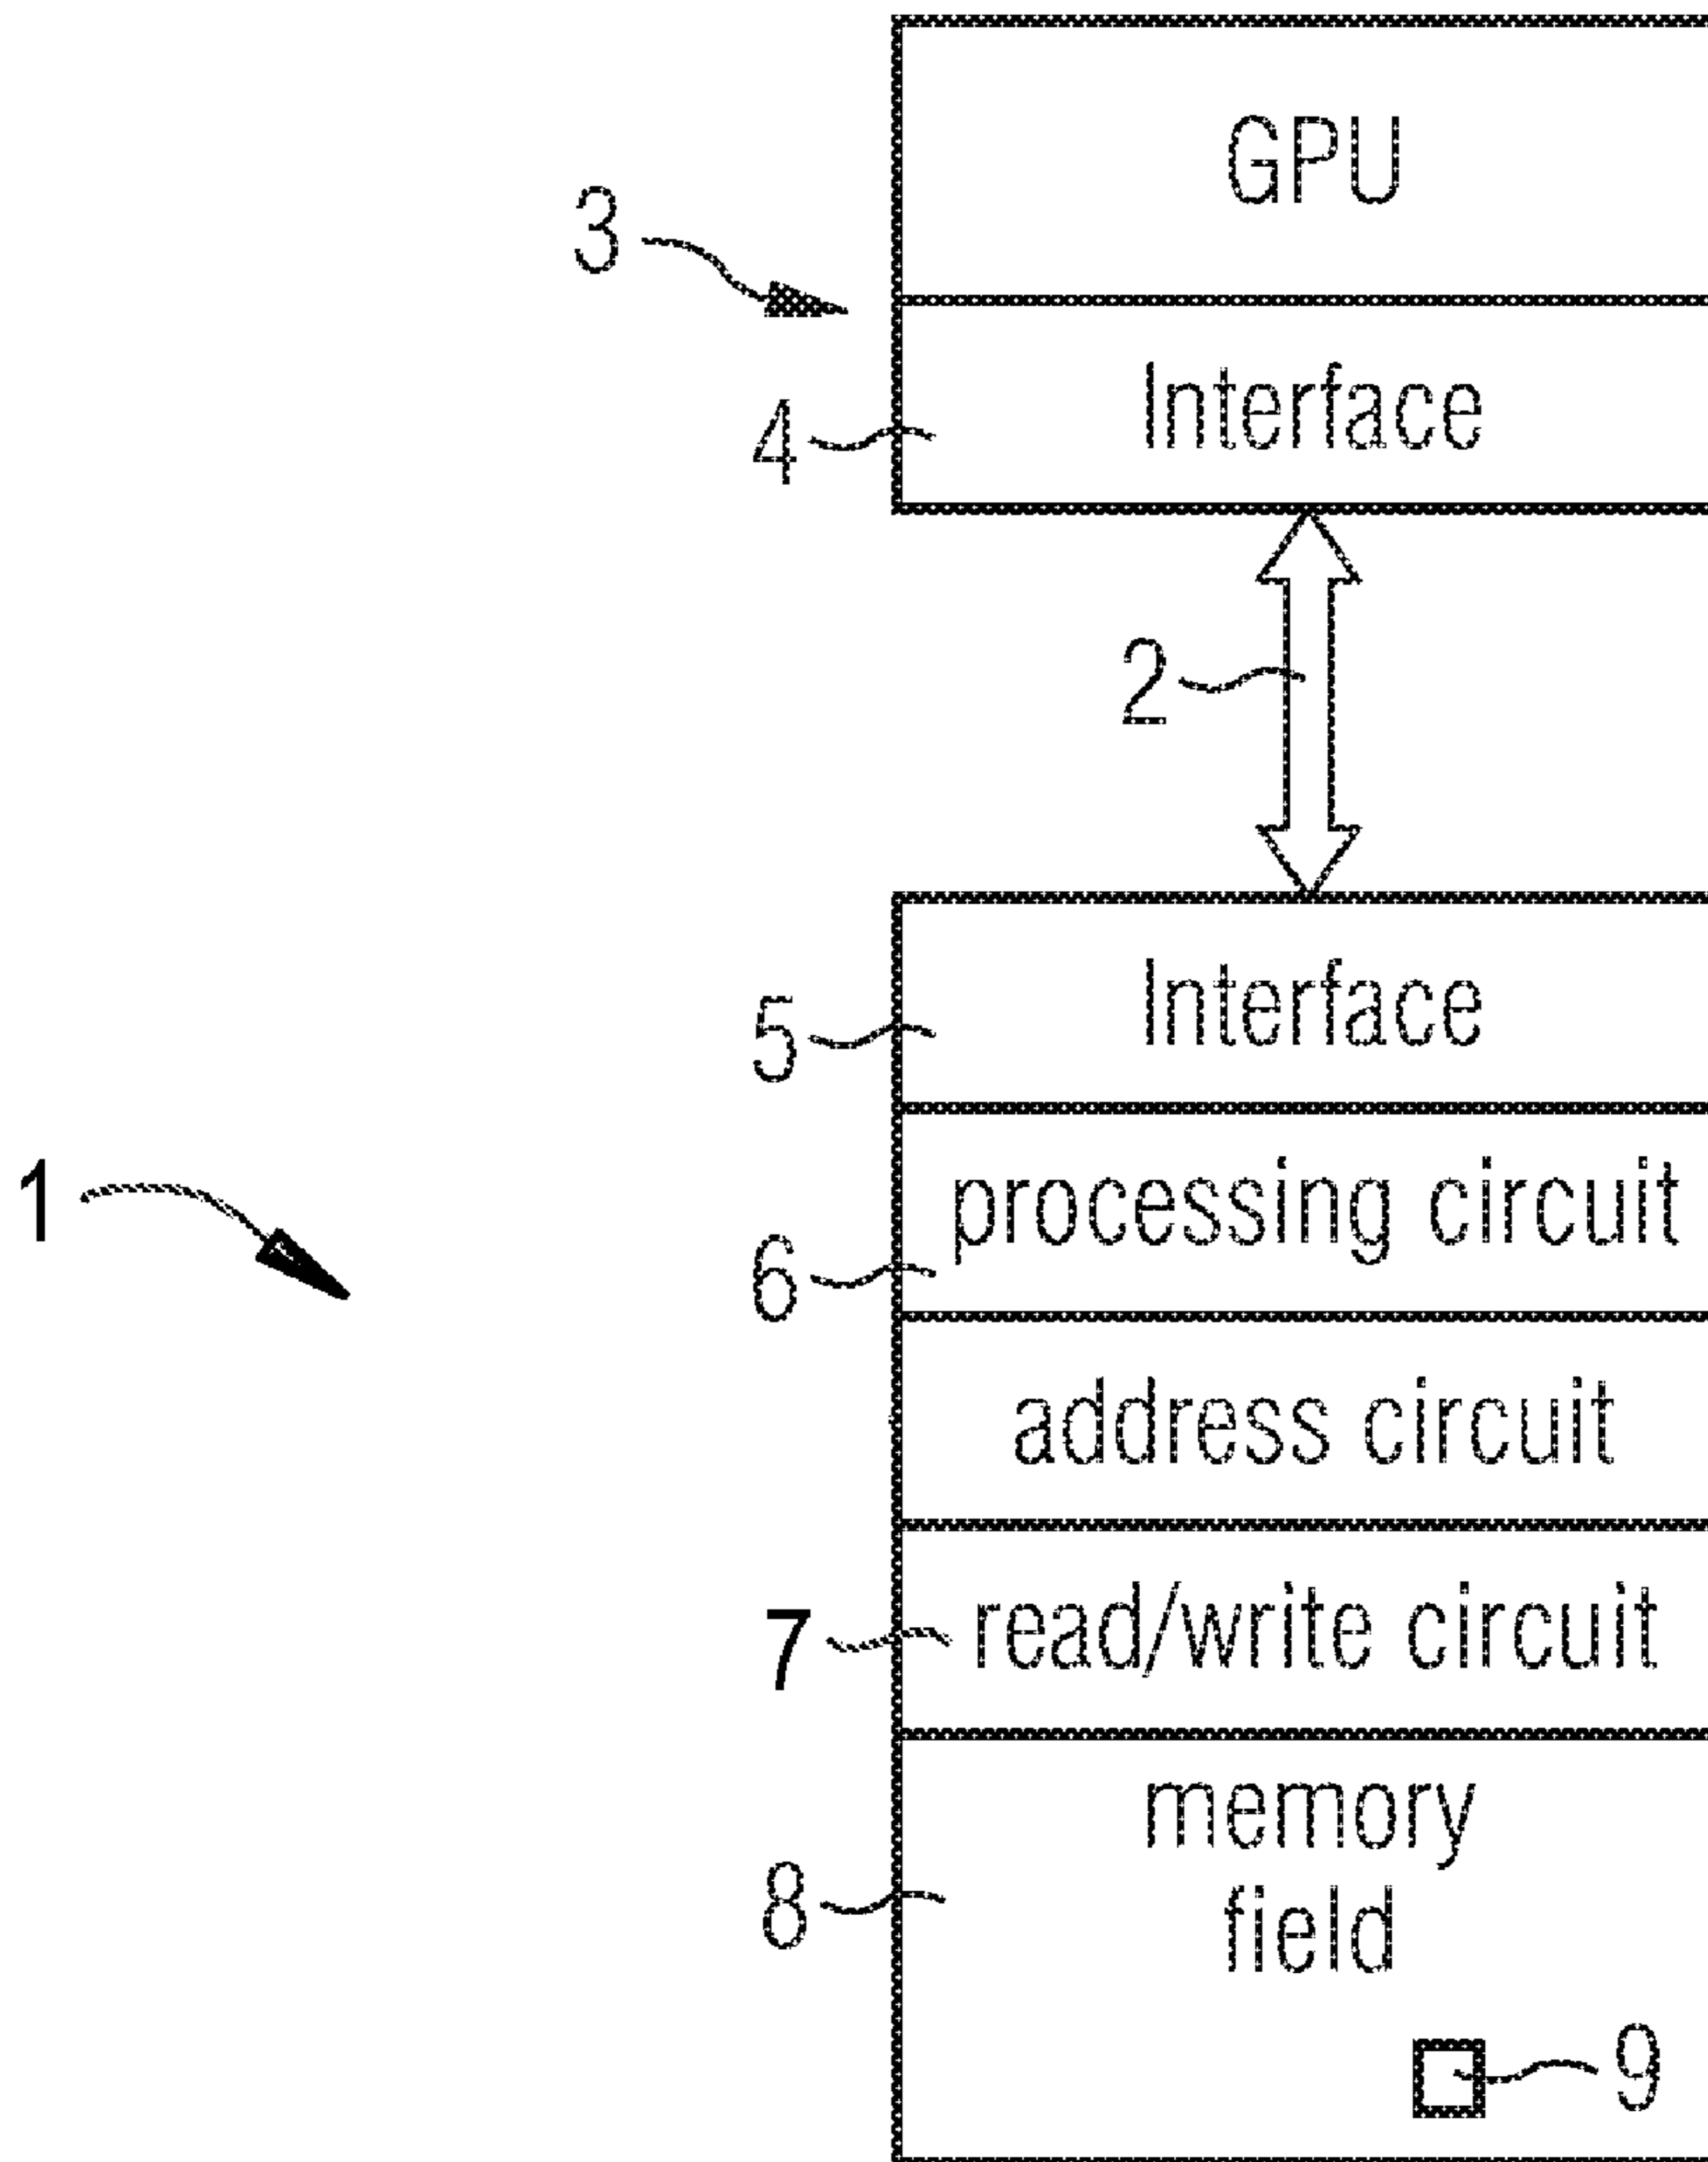 GPU
3
Interface
4
2
Interface
5
1
processing circuit
6
address circuit
read/write circuit
7
memory
8
field
9